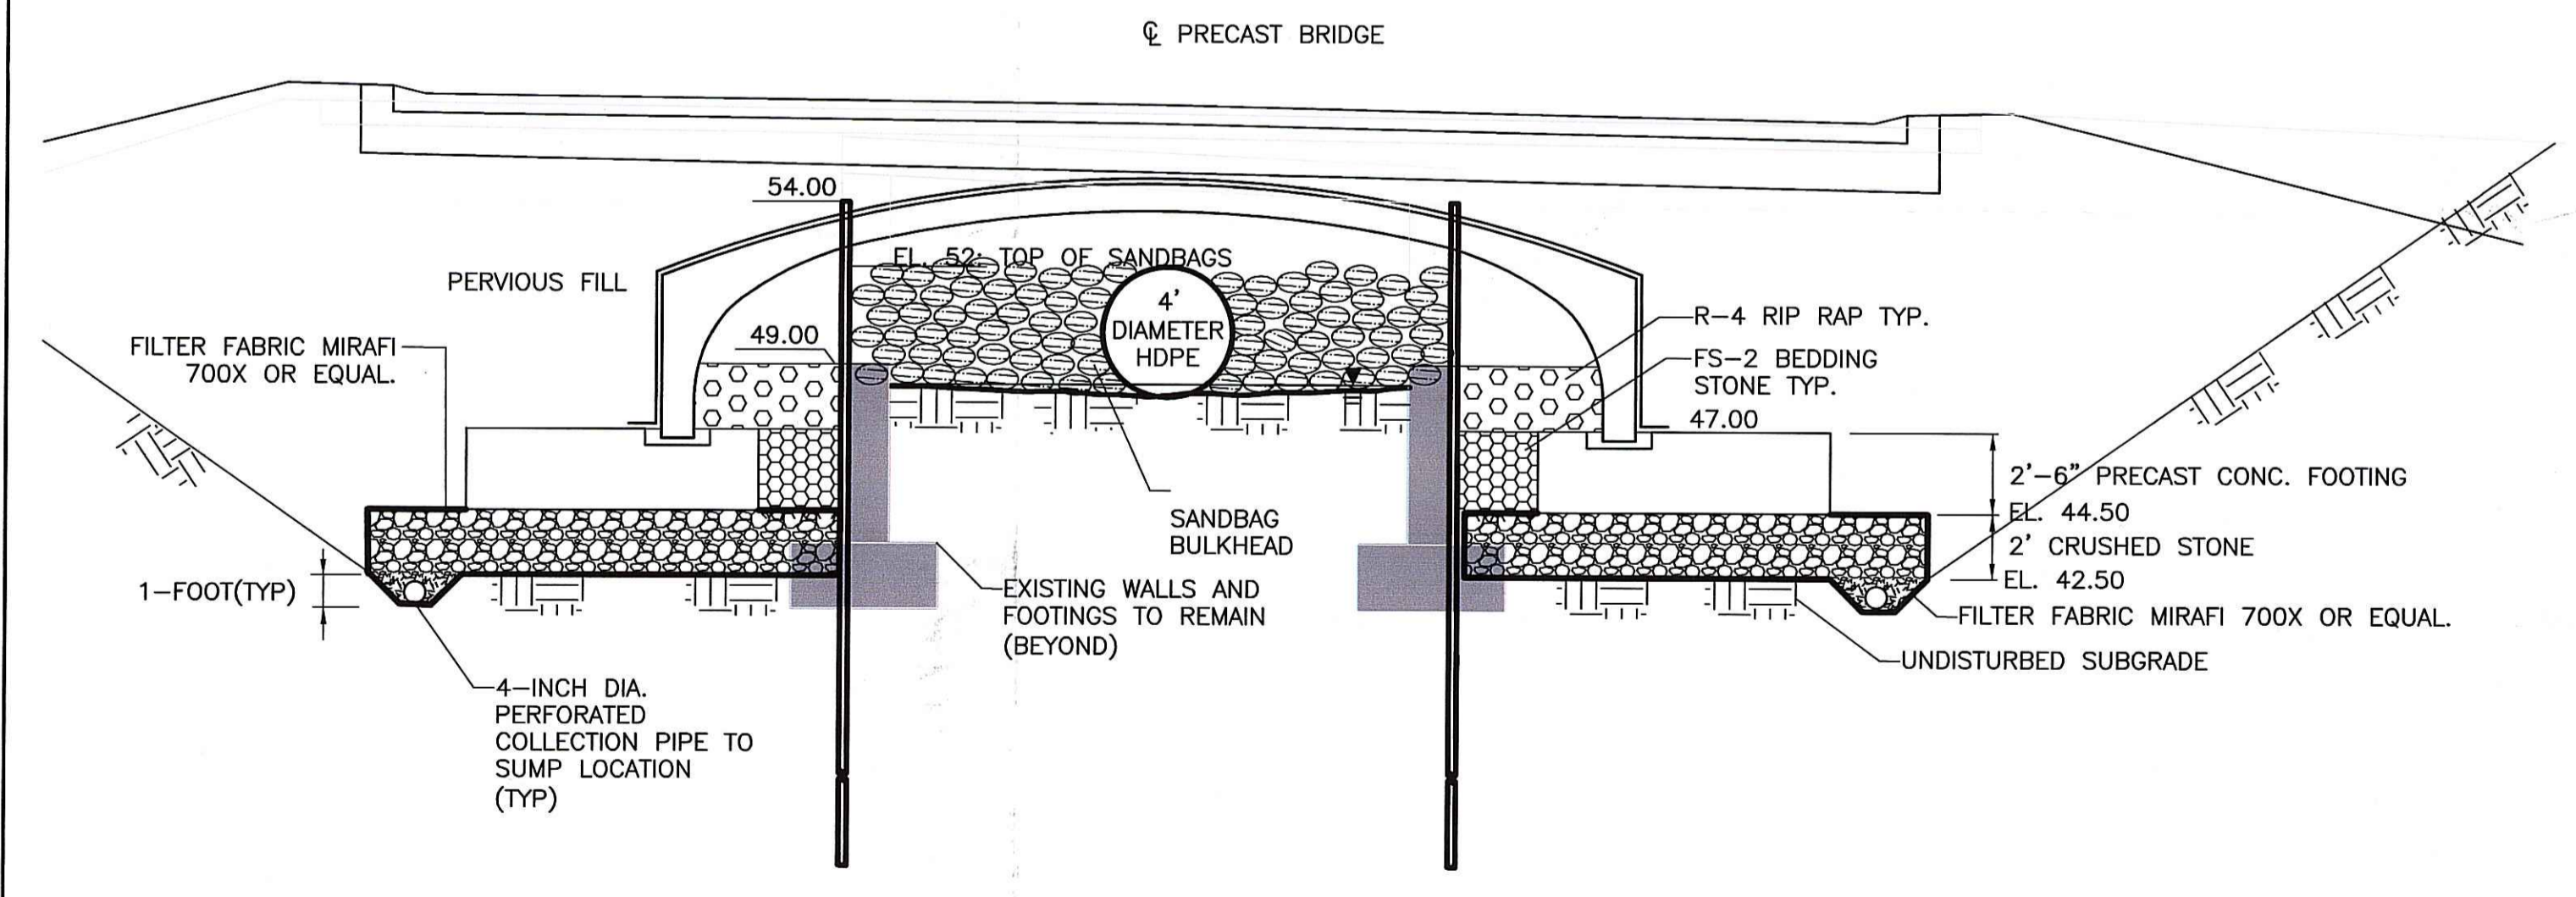 ℄ PRECAST BRIDGE
54.00
EL. 52: TOP OF SANDBAGS
PERVIOUS FILL
4'
DIAMETER
HDPE
R-4 RIP RAP TYP.
49.00
FILTER FABRIC MIRAFI
700X OR EQUAL.
FS-2 BEDDING
STONE TYP.
47.00
2'-6" PRECAST CONC. FOOTING
EL. 44.50
2' CRUSHED STONE
EL. 42.50
SANDBAG
BULKHEAD
1-FOOT(TYP)
EXISTING WALLS AND
FOOTINGS TO REMAIN
(BEYOND)
FILTER FABRIC MIRAFI 700X OR EQUAL.
UNDISTURBED SUBGRADE
4-INCH DIA.
PERFORATED
COLLECTION PIPE TO
SUMP LOCATION
(TYP)